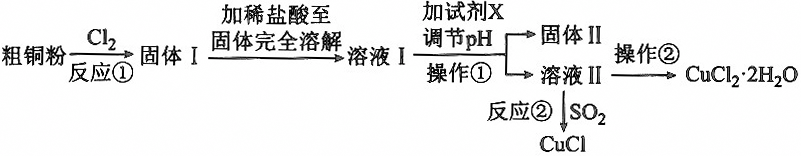 粗铜粉
Cl₂
反应①
固体Ⅰ
加稀盐酸至
固体完全溶解
溶液Ⅰ
加试剂X
调节pH
操作①
固体Ⅱ
溶液Ⅱ
操作②
CuCl₂·2H₂O
反应②
SO₂
CuCl